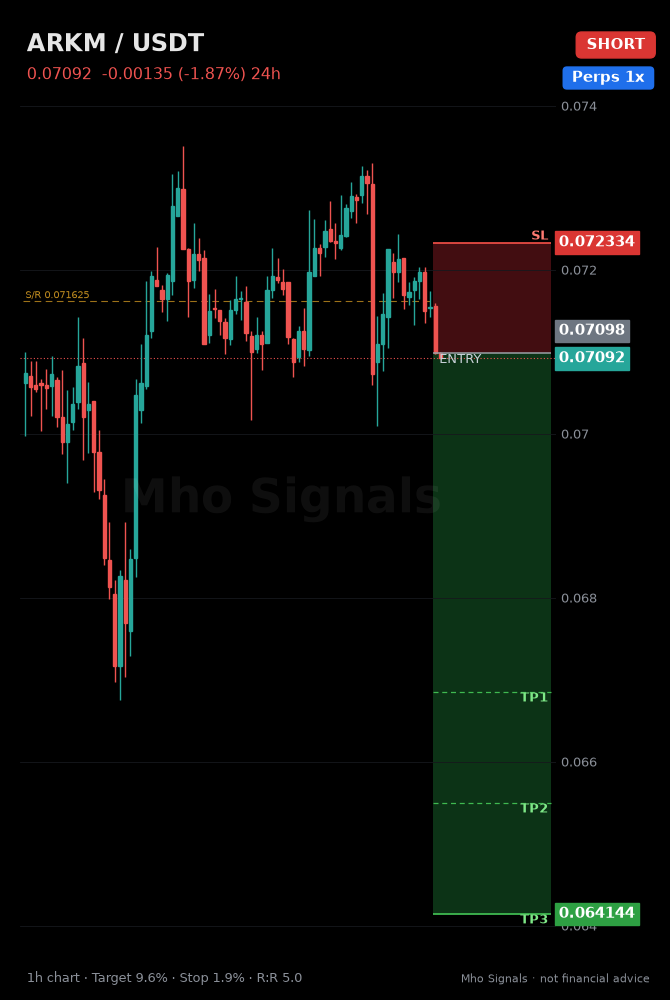 ARKM / USDT
SHORT
0.07092 -0.00135 (-1.87%) 24h
Perps 1x
0.074
SL
0.072334
0.072
S/R 0.071625
0.07098
ENTRY
0.07092
0.07
Mho Signals
0.068
TP1
0.066
TP2
0.064144
TP3
0.064
1h chart · Target 9.6% · Stop 1.9% · R:R 5.0
Mho Signals · not financial advice